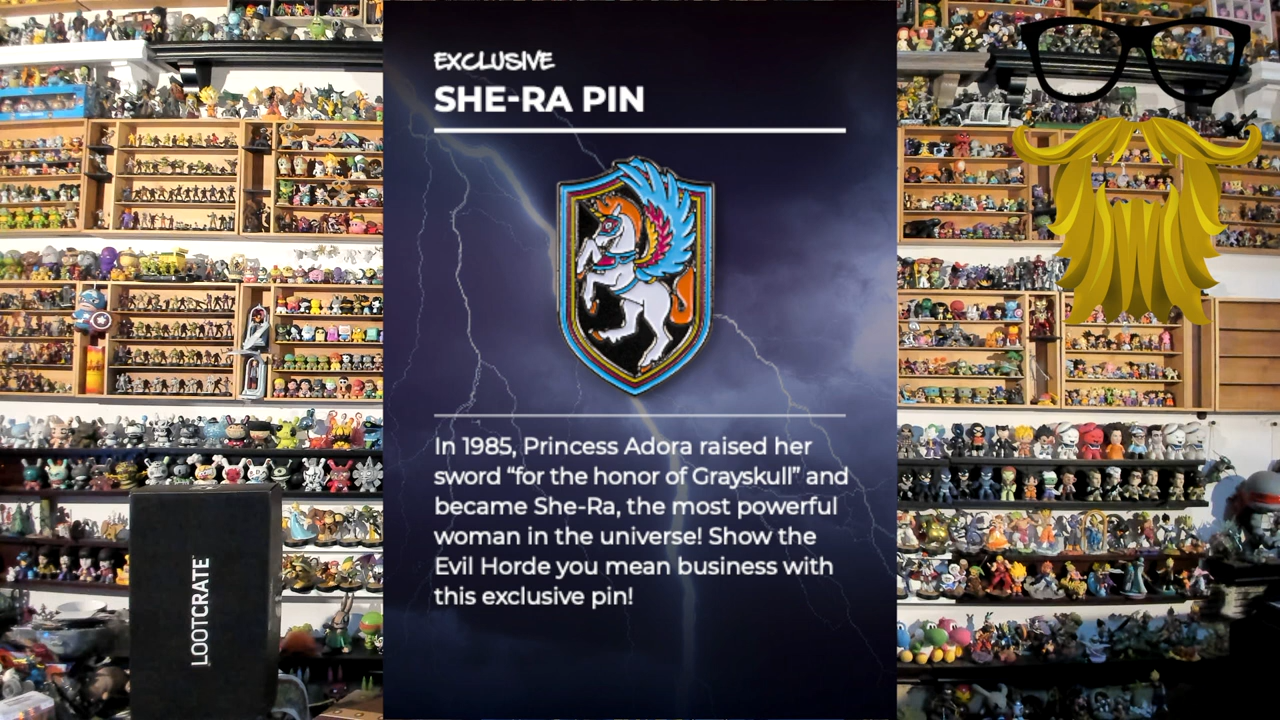 EXCLUSIVE
SHE-RA PIN
In 1985, Princess Adora raised her
sword “for the honor of Grayskull” and
became She-Ra, the most powerful
woman in the universe! Show the
Evil Horde you mean business with
this exclusive pin!
LOOTCRATE